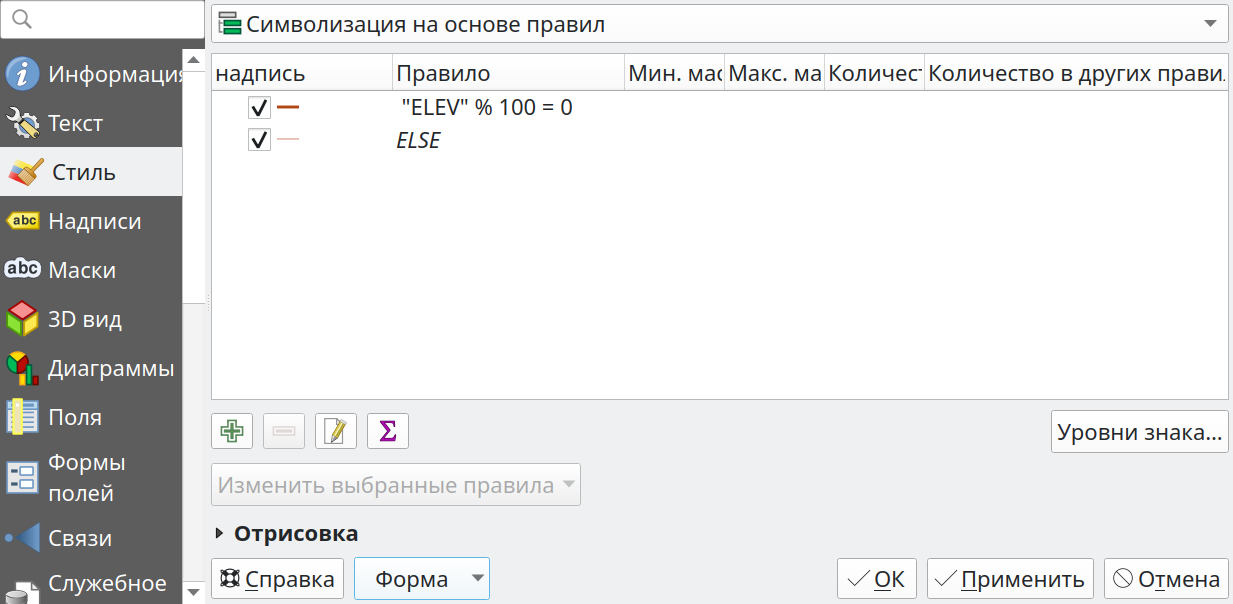 Символизация на основе правил
Информация
Текст
Стиль
Надписи
Маски
3D вид
Диаграммы
Поля
Формы
полей
Связи
Служебное
надпись Правило Мин. мас Макс. ма Количест Количество в других прави
"ELEV" % 100 = 0
ELSE
Уровни знака...
Изменить выбранные правила
Отрисовка
Справка Форма OK Применить Отмена
abc
abc